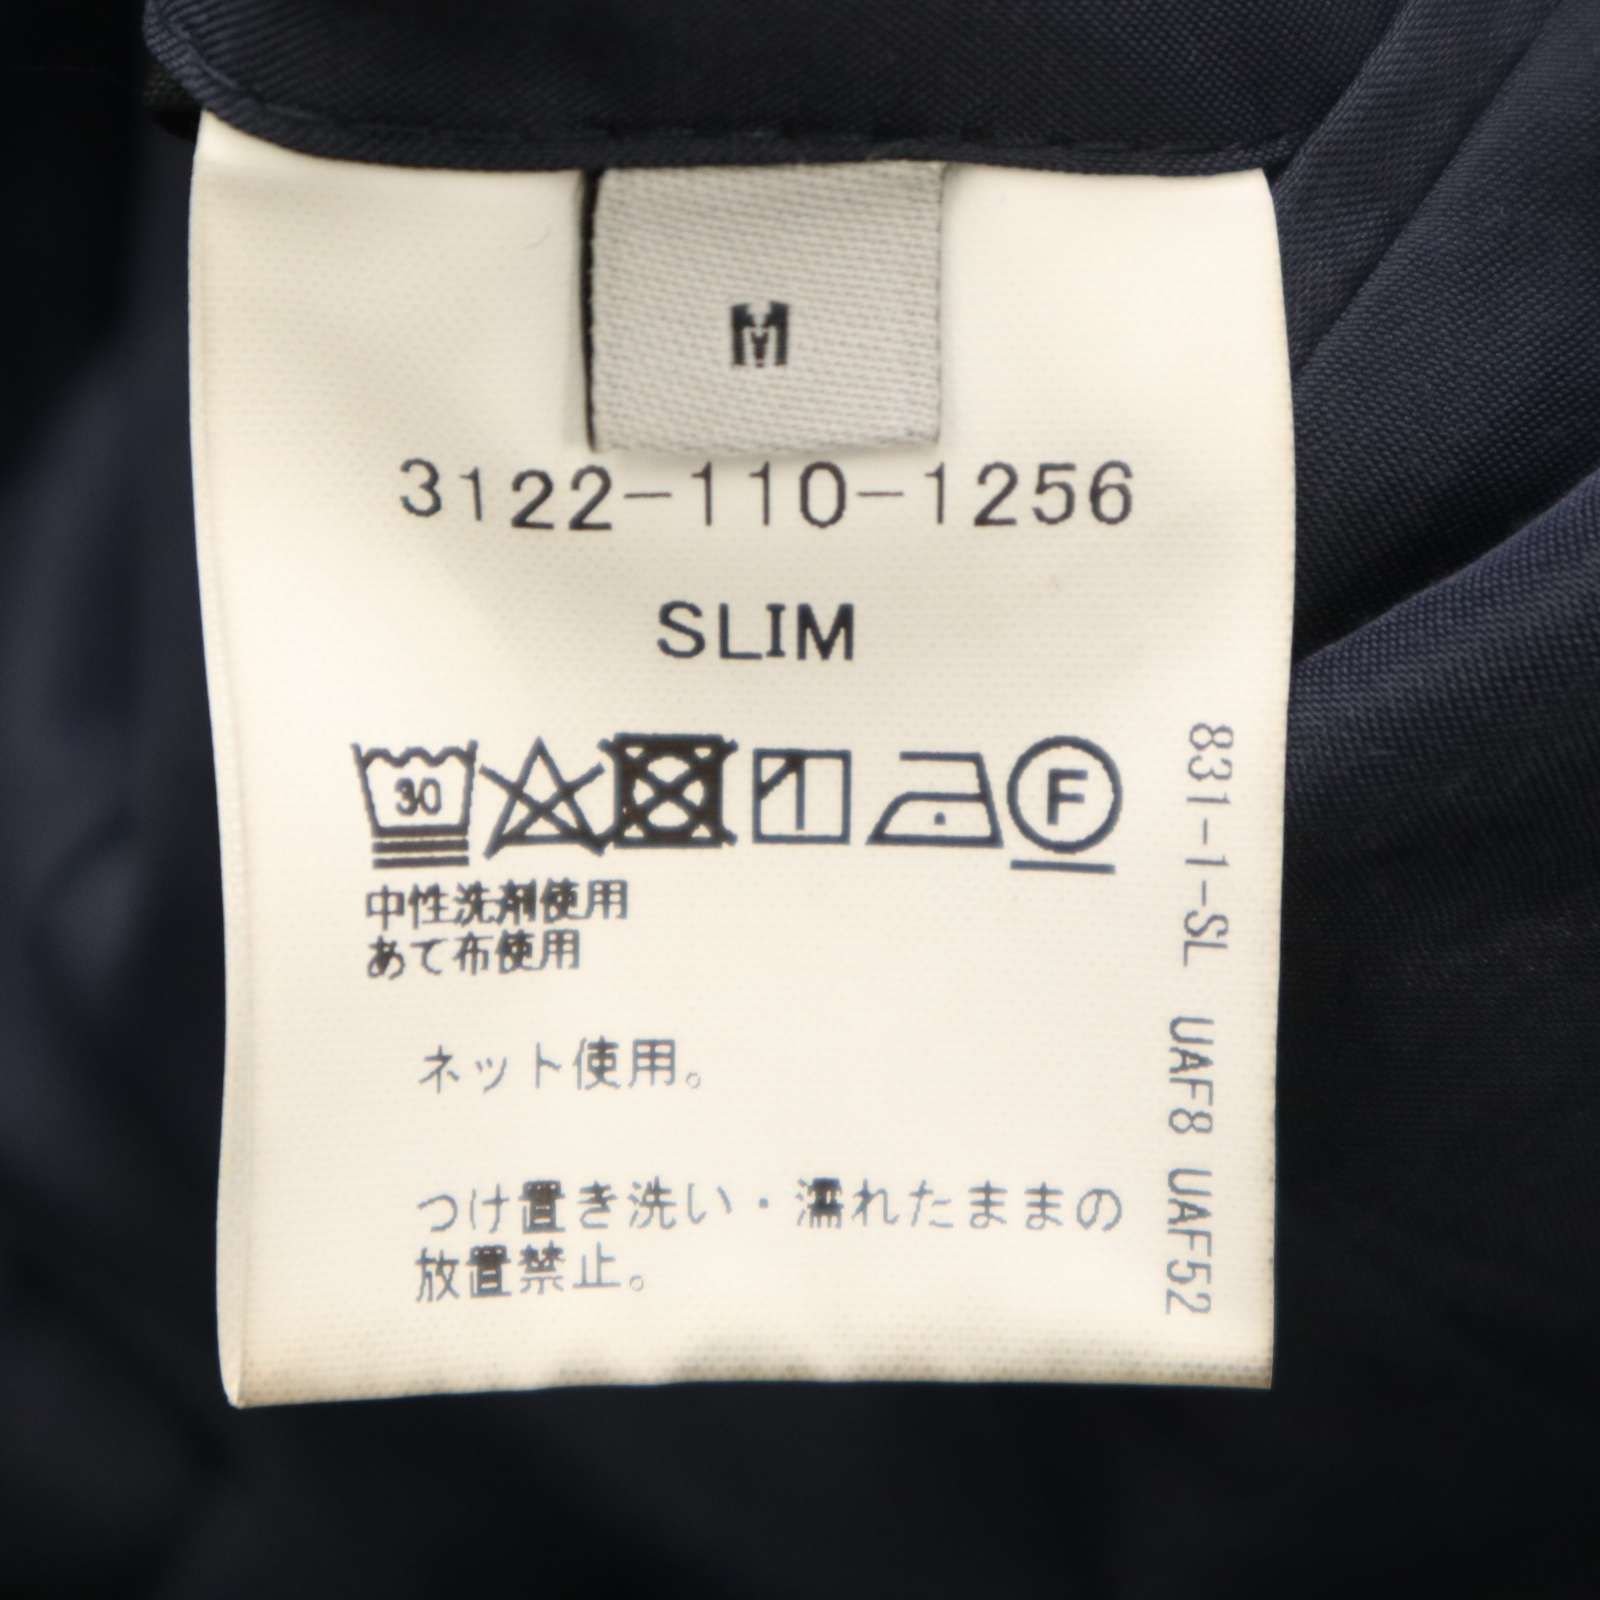 M
3122-110-1256
SLIM
30
F
中性洗剤使用
あて布使用
ネット使用。
つけ置き洗い・濡れたままの
放置禁止。
831-1-SL UAF8 UAF52